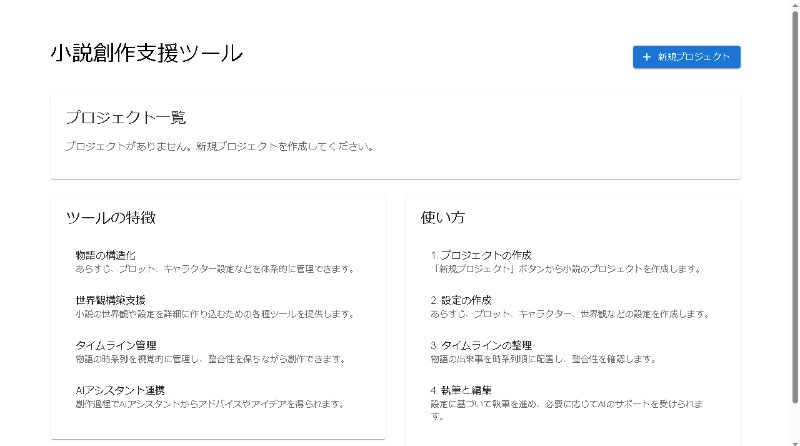 小説創作支援ツール
+ 新規プロジェクト
プロジェクト一覧
プロジェクトがありません。新規プロジェクトを作成してください。
ツールの特徴
物語の構造化
あらすじ、プロット、キャラクター設定などを体系的に管理できます。
世界観構築支援
小説の世界観や設定を詳細に作り込むための各種ツールを提供します。
タイムライン管理
物語の時系列を視覚的に管理し、整合性を保ちながら創作できます。
AIアシスタント連携
創作過程でAIアシスタントからアドバイスやアイデアを得られます。
使い方
1. プロジェクトの作成
「新規プロジェクト」ボタンから小説のプロジェクトを作成します。
2. 設定の作成
あらすじ、プロット、キャラクター、世界観などの設定を作成します。
3. タイムラインの整理
物語の出来事を時系列順に配置し、整合性を確認します。
4. 執筆と編集
設定に基づいて執筆を進め、必要に応じてAIのサポートを受けられま
す。